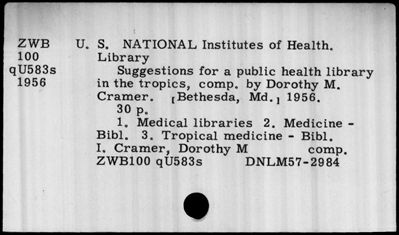 ZWB U. S. NATIONAL Institutes of Health.
100 Library
qU583s Suggestions for a public health library
1956 in the tropics, comp. by Dorothy M.
Cramer. [Bethesda, Md.] 1956.
30 p.
1. Medical libraries 2. Medicine -
Bibl. 3. Tropical medicine - Bibl.
I. Cramer, Dorothy M comp.
ZWB100 qU583s DNLM57-2984